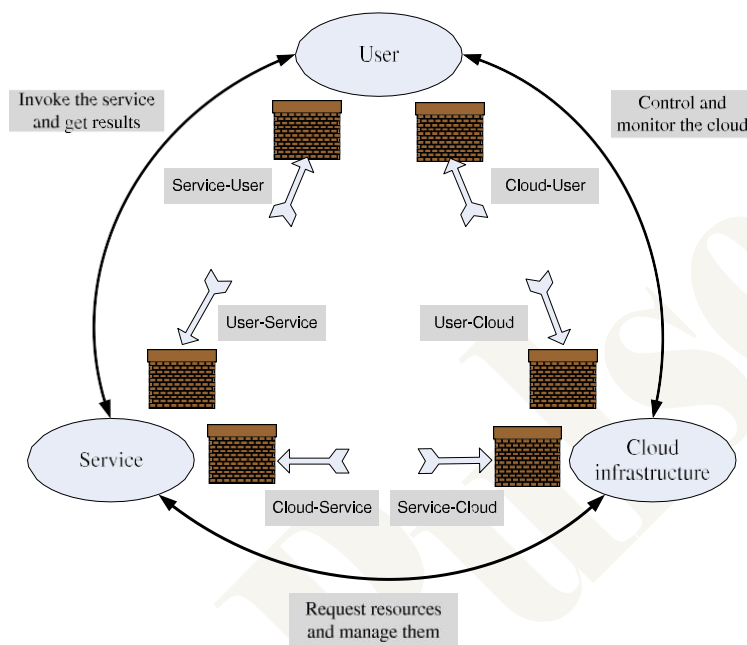 User
Invoke the service
and get results
Control and
monitor the cloud
Service-User
Cloud-User
User-Service
User-Cloud
Service
Cloud
infrastructure
Cloud-Service
Service-Cloud
Request resources
and manage them